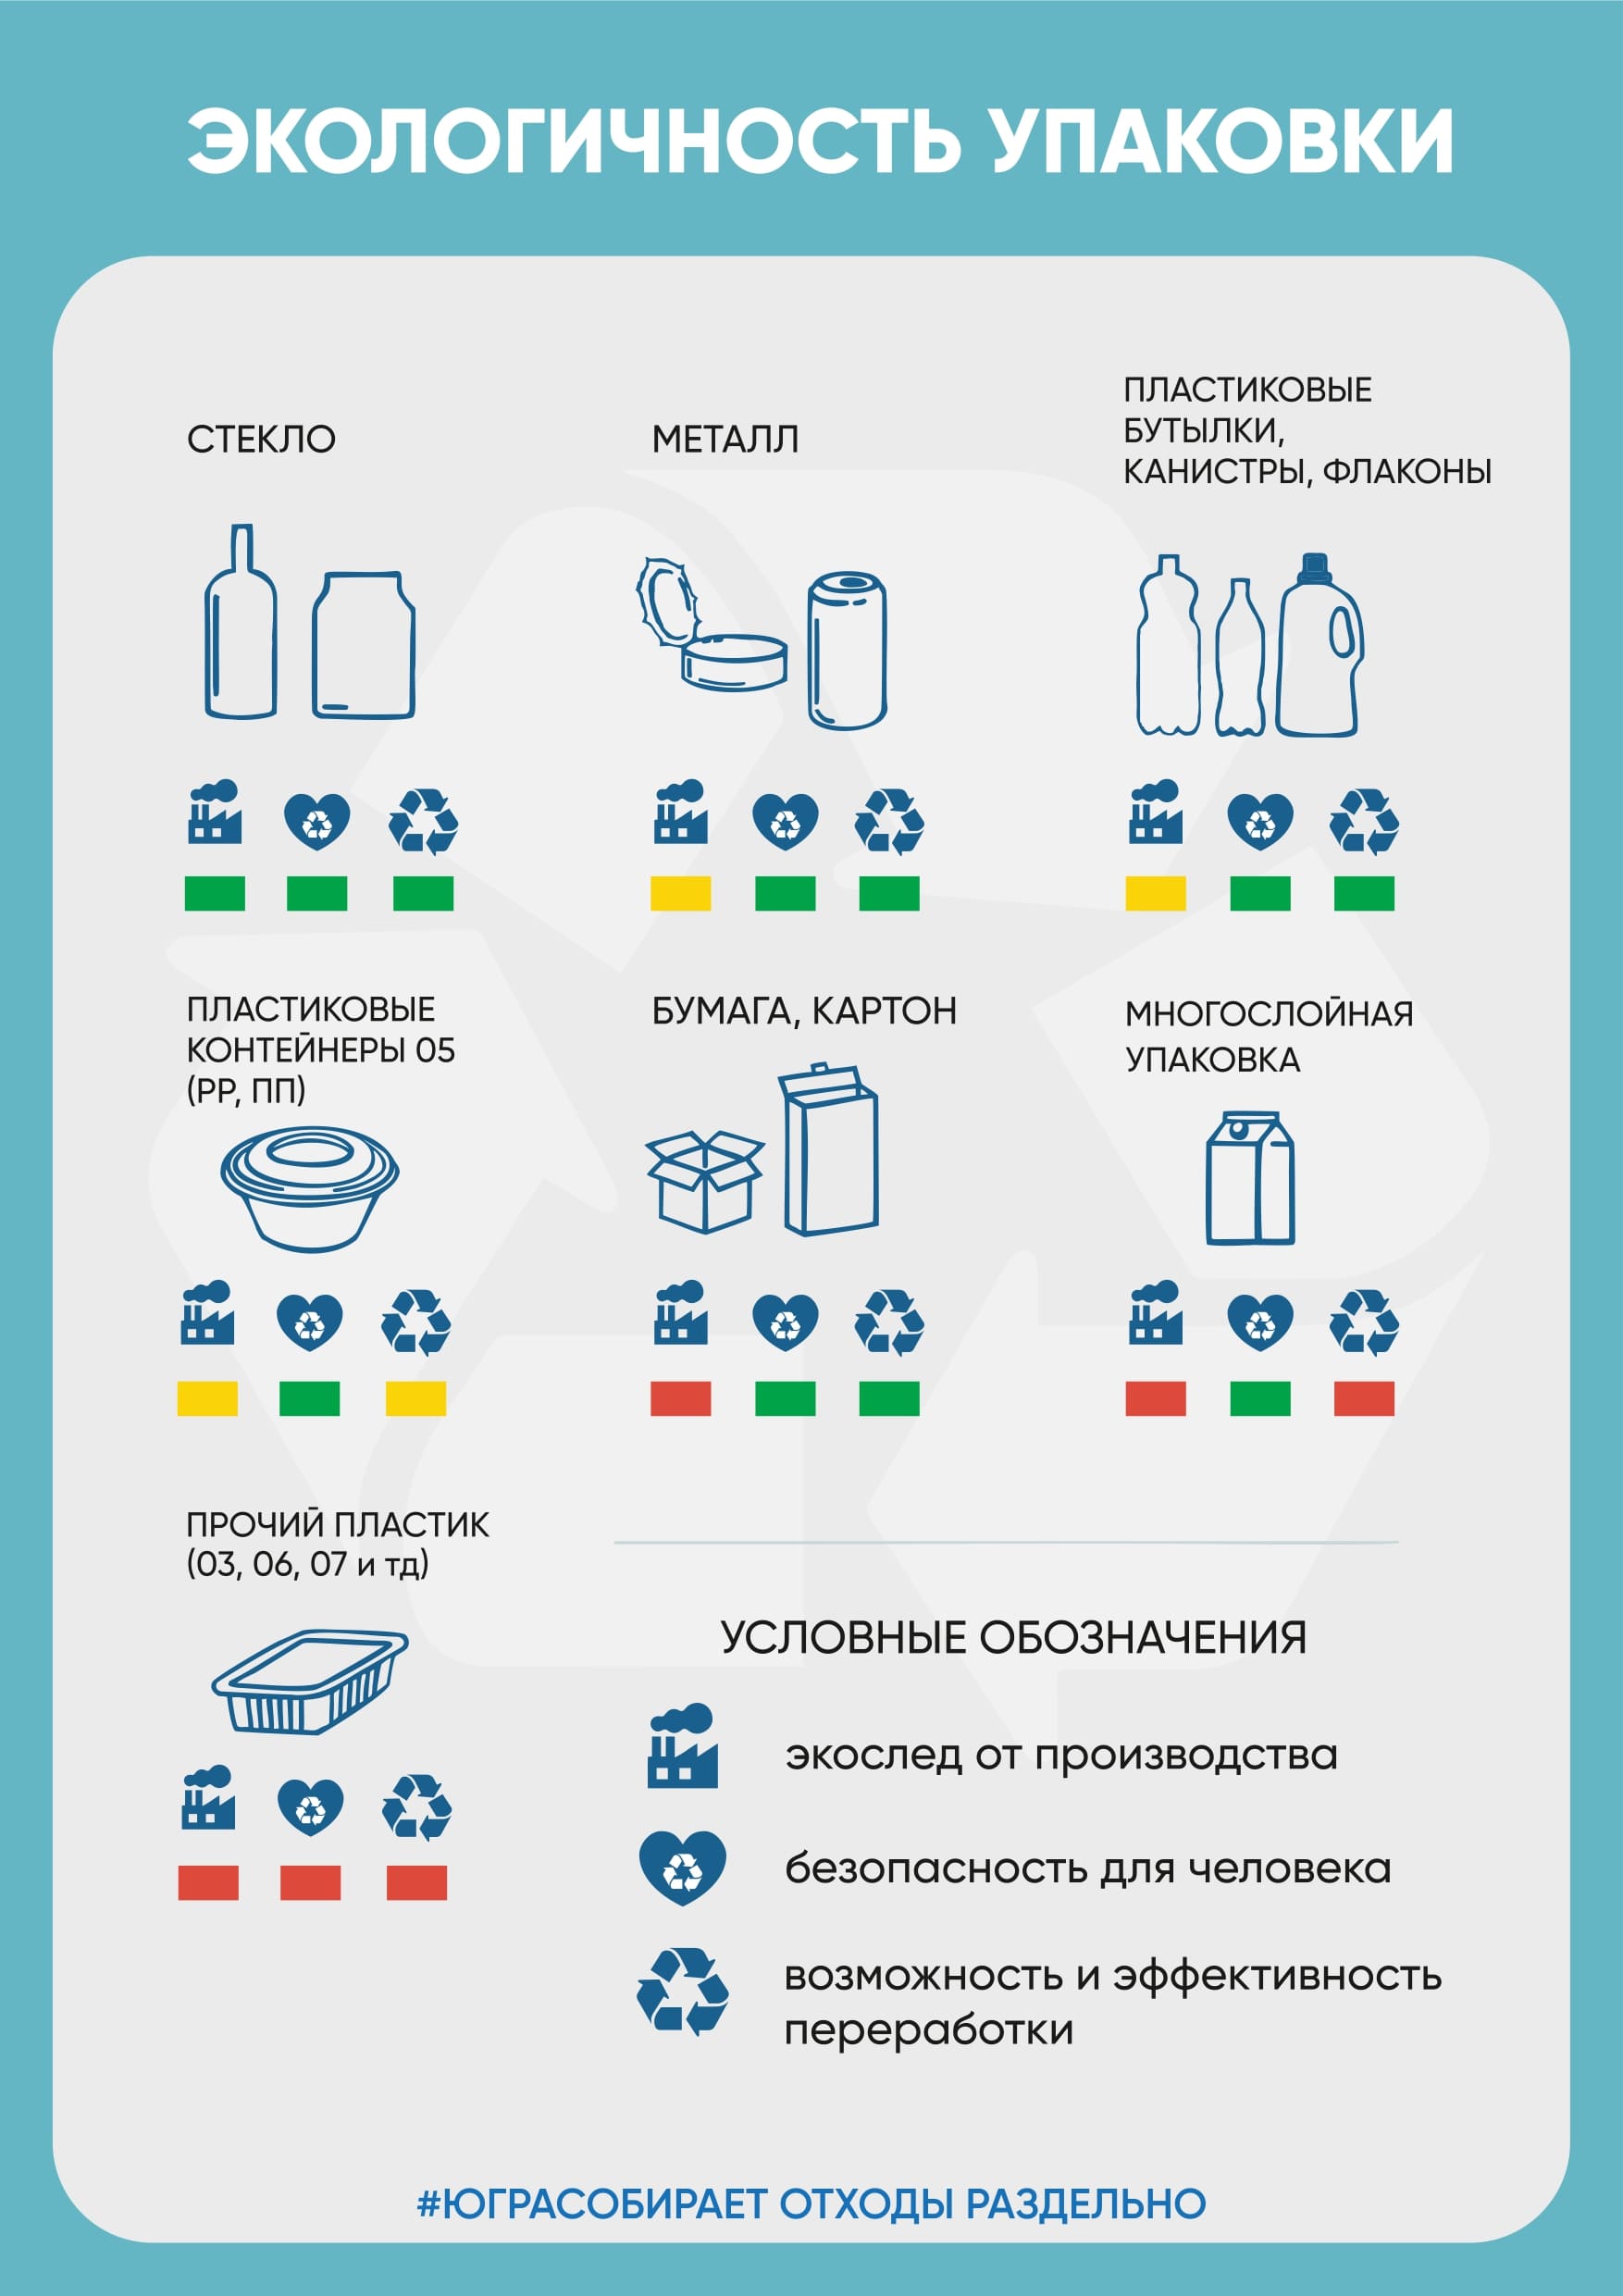 ЭКОЛОГИЧНОСТЬ УПАКОВКИ
СТЕКЛО
МЕТАЛЛ
ПЛАСТИКОВЫЕ
БУТЫЛКИ,
КАНИСТРЫ, ФЛАКОНЫ
ПЛАСТИКОВЫЕ
КОНТЕЙНЕРЫ 05
(PP, ПП)
БУМАГА, КАРТОН
МНОГОСЛОЙНАЯ
УПАКОВКА
ПРОЧИЙ ПЛАСТИК
(03, 06, 07 и тд)
УСЛОВНЫЕ ОБОЗНАЧЕНИЯ
экослед от производства
безопасность для человека
возможность и эффективность
переработки
#ЮГРАСОБИРАЕТ ОТХОДЫ РАЗДЕЛЬНО